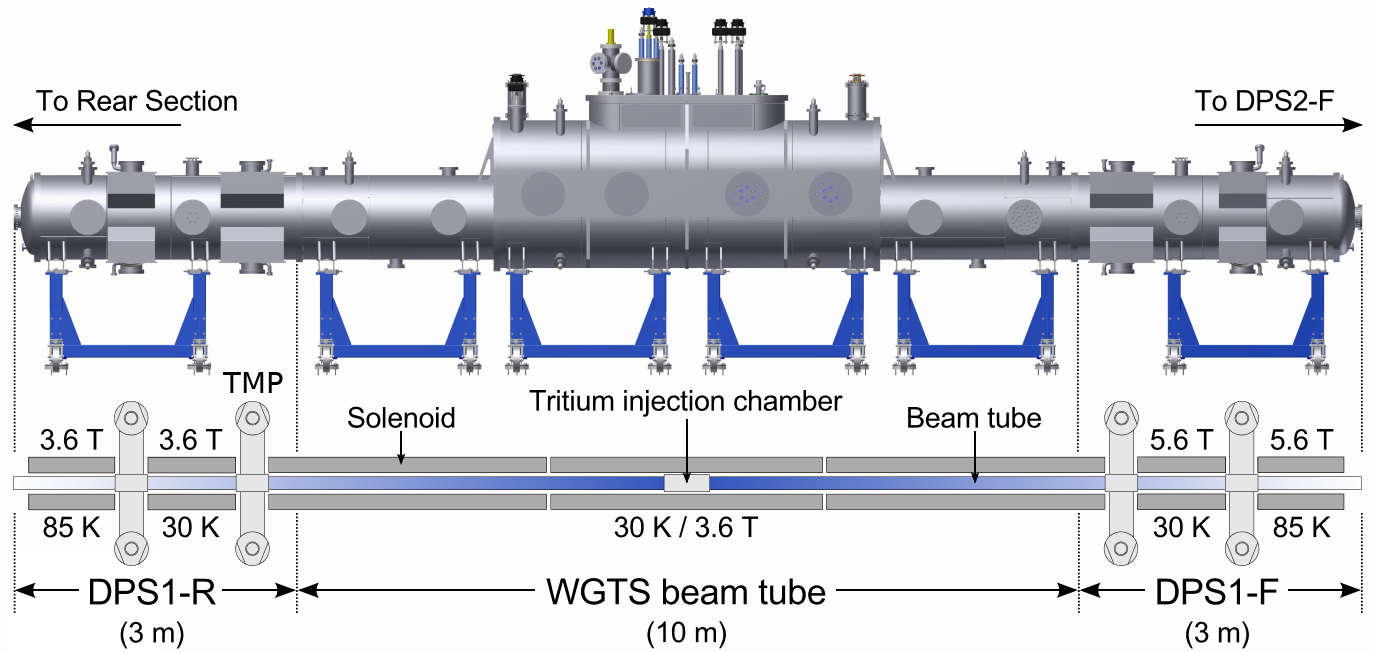 To Rear Section
To DPS2-F
TMP
Solenoid
Tritium injection chamber
Beam tube
3.6 T
3.6 T
5.6 T
5.6 T
85 K
30 K
30 K / 3.6 T
30 K
85 K
DPS1-R
WGTS beam tube
DPS1-F
(3 m)
(10 m)
(3 m)